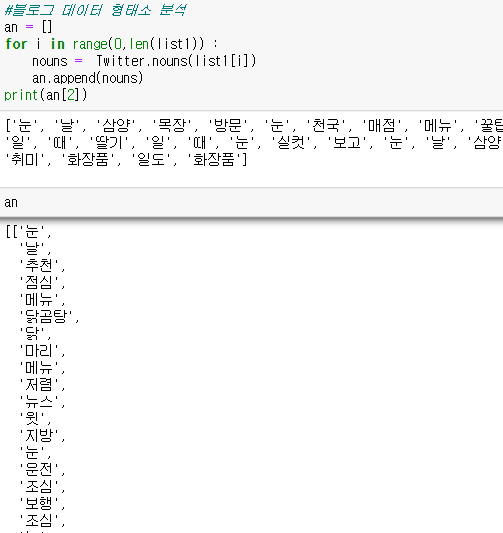 #블로그 데이터 형태소 분석
an = []
for i in range(0,len(list1)) :
    nouns =  Twitter.nouns(list1[i])
    an.append(nouns)
print(an[2])
['눈', '날', '삼양', '목장', '방문', '눈', '천국', '매점', '메뉴', '꿀팁
'일', '때', '딸기', '일', '때', '눈', '실컷', '보고', '눈', '날', '삼양
'취미', '화장품', '일도', '화장품']
an
[['눈',
'날',
'추천',
'점심',
'메뉴',
'닭곰탕',
'닭',
'마리',
'메뉴',
'저렴',
'뉴스',
'윗',
'지방',
'눈',
'운전',
'조심',
'보행',
'조심',